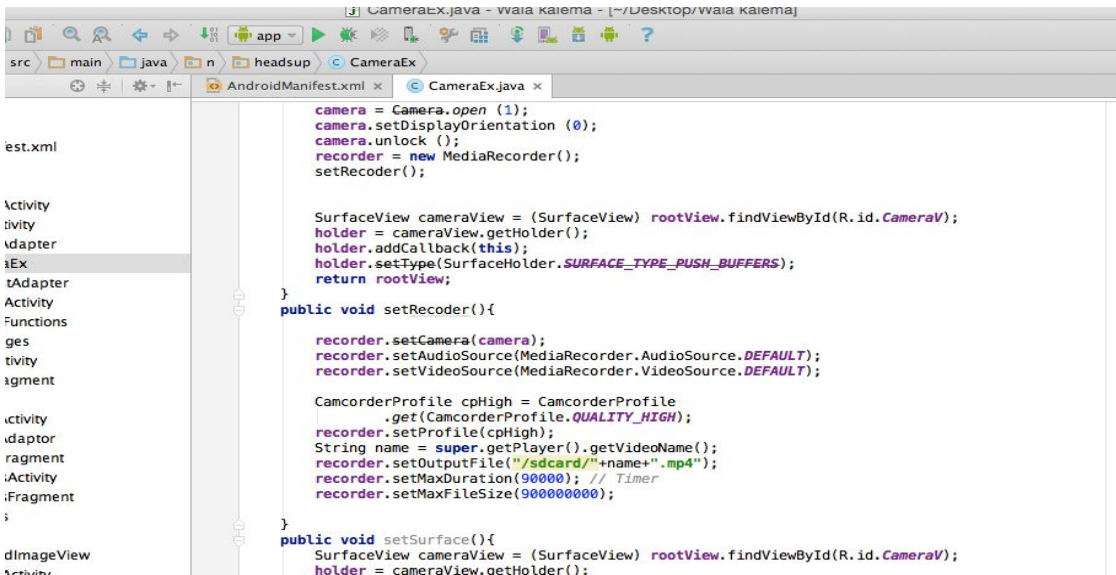 CameraEx.java - Wala Kalema - [~/Desktop/Wala Kalema]
app
?
src main java n headsup CameraEx
AndroidManifest.xml CameraEx.java
est.xml
Activity
tivity
Adapter
aEx
tAdapter
Activity
Functions
ges
tivity
agment
Activity
daptor
ragment
sActivity
sFragment
s
dImageView
Activity
camera = Camera.open (1);
camera.setDisplayOrientation (0);
camera.unlock ();
recorder = new MediaRecorder();
setRecoder();
SurfaceView cameraView = (SurfaceView) rootView.findViewById(R.id.CameraV);
holder = cameraView.getHolder();
holder.addCallback(this);
holder.setType(SurfaceHolder.SURFACE_TYPE_PUSH_BUFFERS);
return rootView;
}
public void setRecoder(){
recorder.setCamera(camera);
recorder.setAudioSource(MediaRecorder.AudioSource.DEFAULT);
recorder.setVideoSource(MediaRecorder.VideoSource.DEFAULT);
CamcorderProfile cpHigh = CamcorderProfile
.get(CamcorderProfile.QUALITY_HIGH);
recorder.setProfile(cpHigh);
String name = super.getPlayer().getVideoName();
recorder.setOutputFile("/sdcard/"+name+".mp4");
recorder.setMaxDuration(90000); // Timer
recorder.setMaxFileSize(900000000);
}
public void setSurface(){
SurfaceView cameraView = (SurfaceView) rootView.findViewById(R.id.CameraV);
holder = cameraView.getHolder();